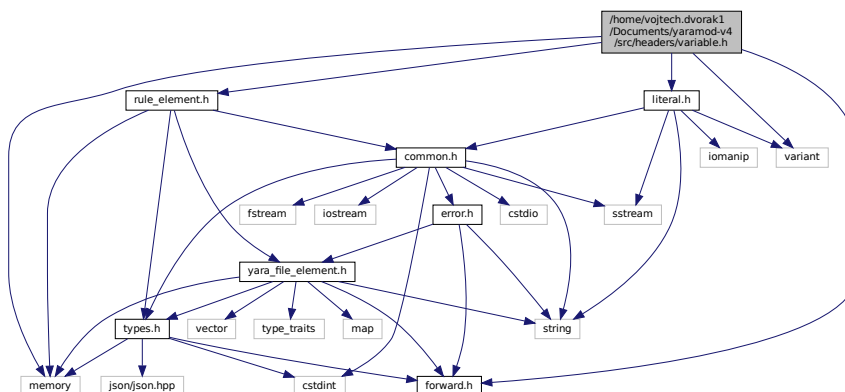 /home/vojtech.dvorak1
/Documents/yaramod-v4
/src/headers/variable.h
rule_element.h
literal.h
common.h
iomanip
variant
fstream
iostream
error.h
cstdio
sstream
yara_file_element.h
types.h
vector
type_traits
map
string
memory
json/json.hpp
cstdint
forward.h